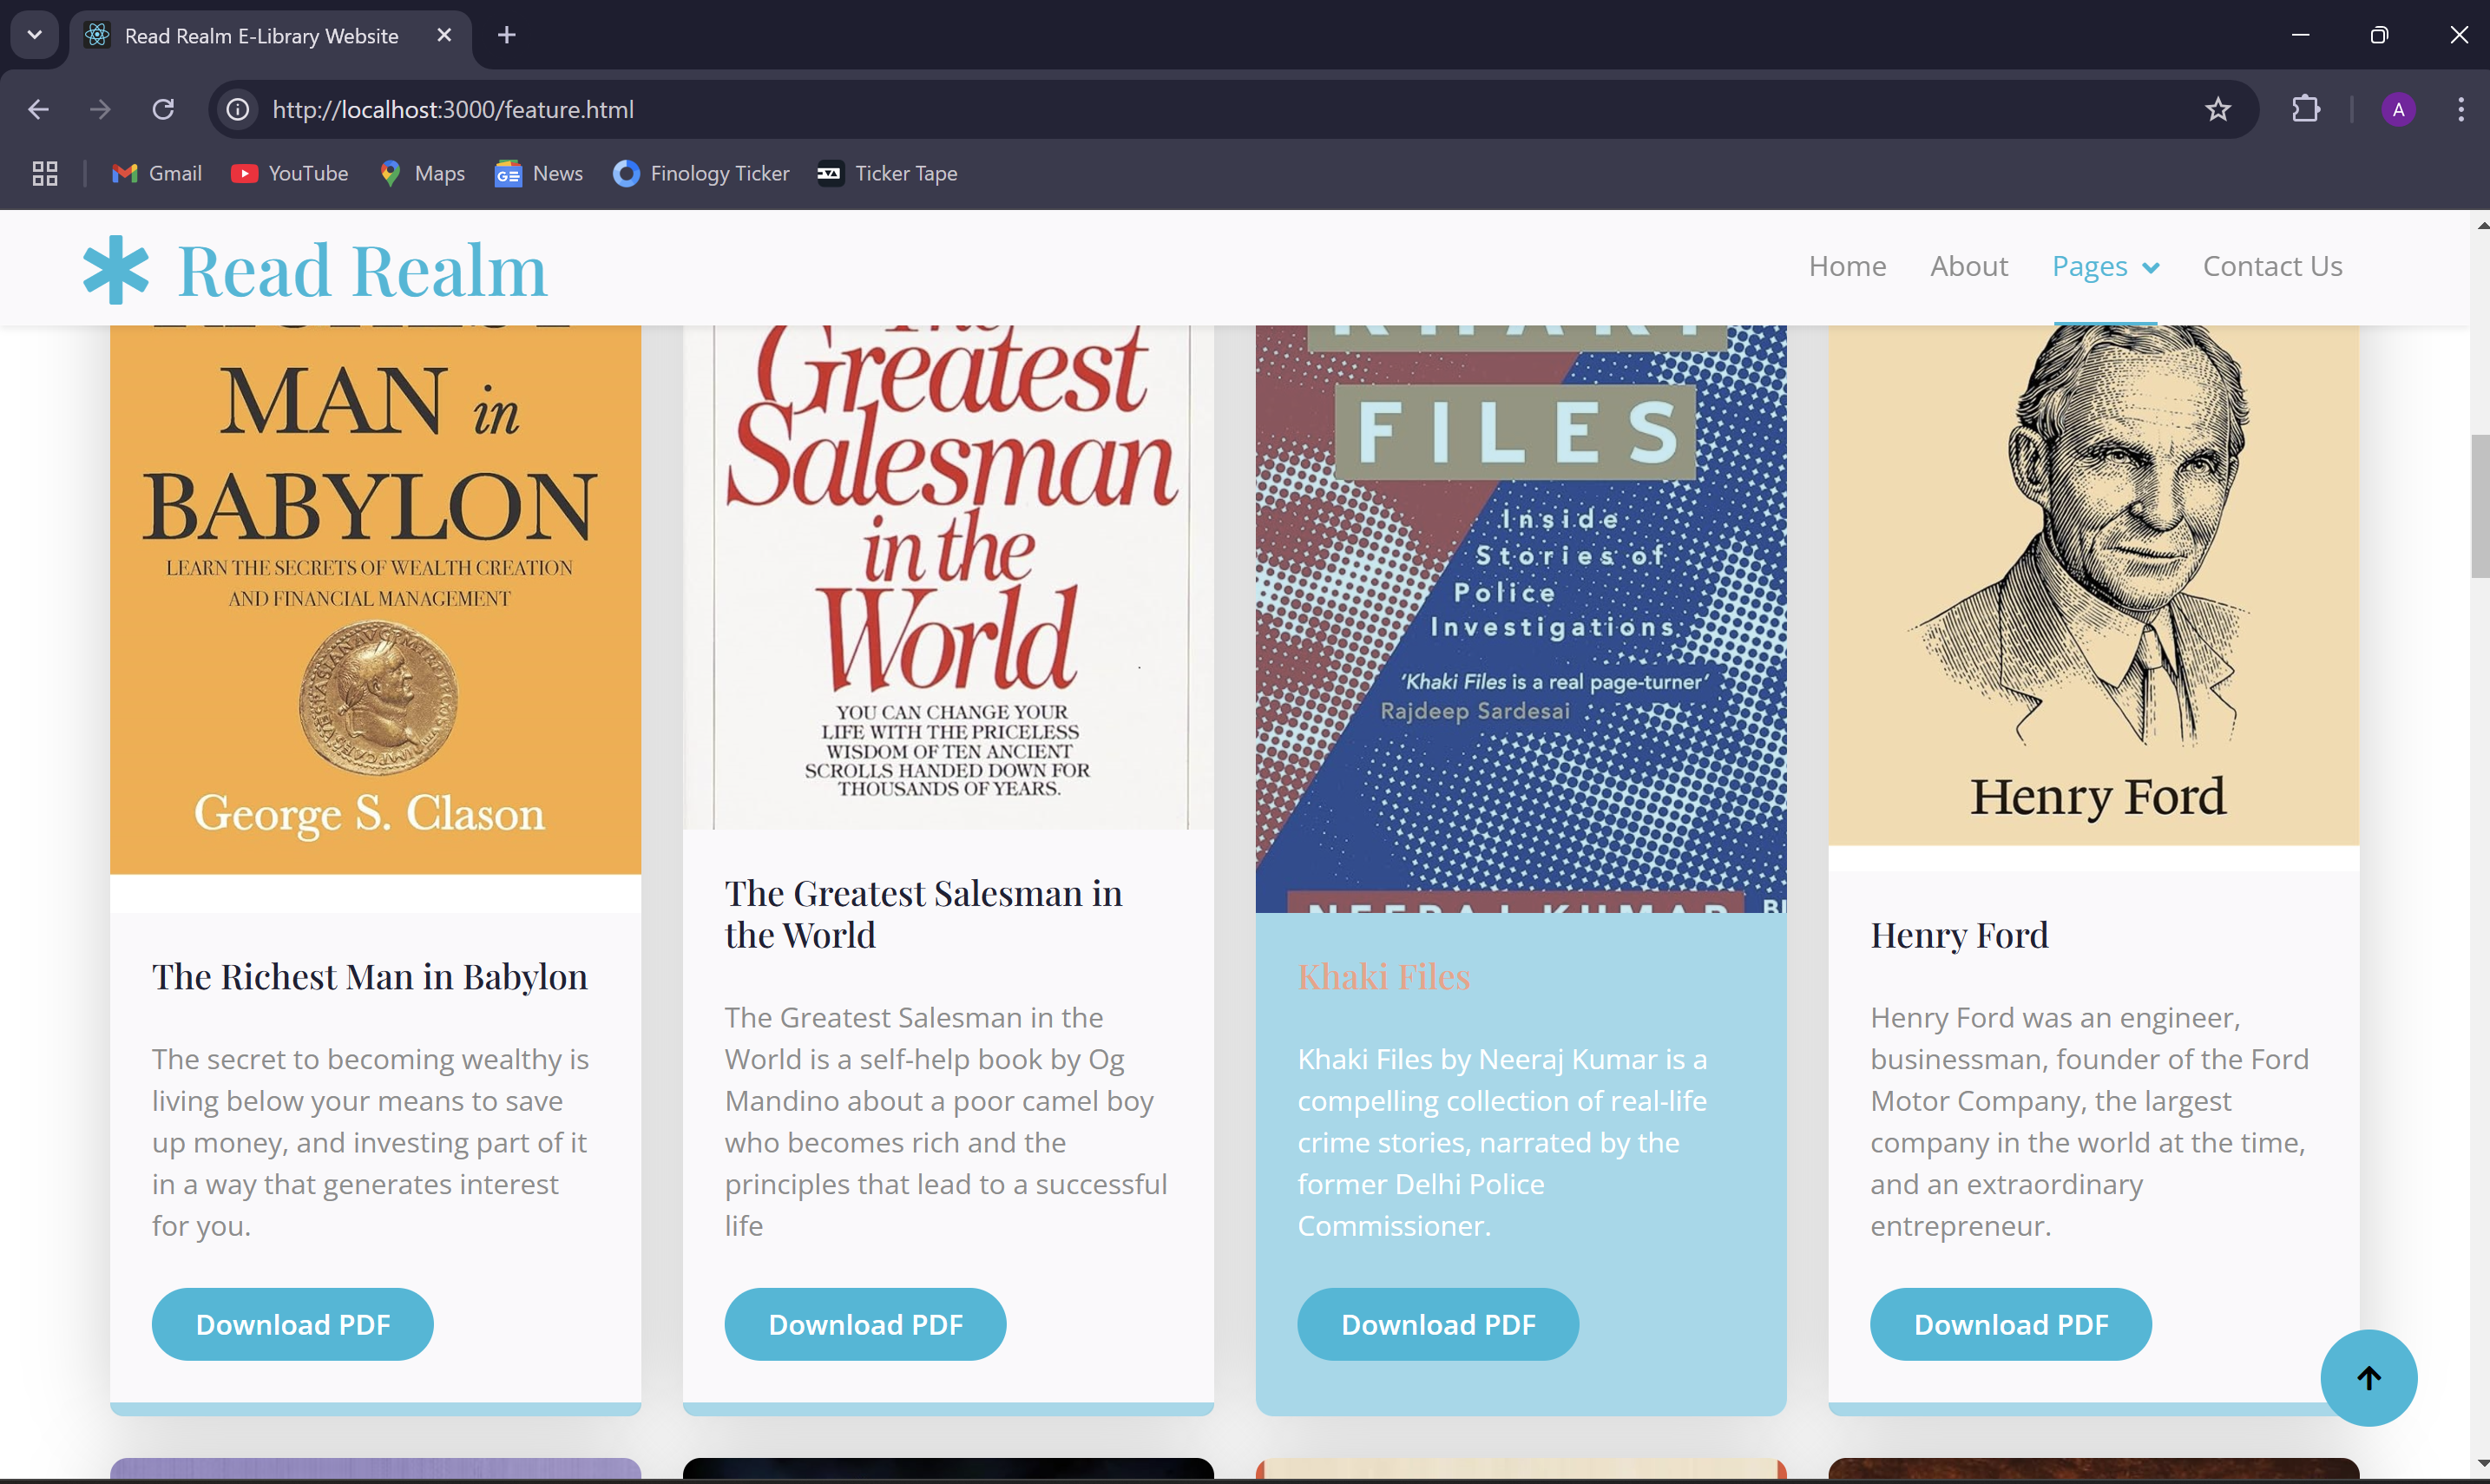 Read Realm E-Library Website
http://localhost:3000/feature.html
A
Gmail
YouTube
Maps
News
Finology Ticker
Ticker Tape
Read Realm
Home
About
Pages
Contact Us
MAN in
BABYLON
LEARN THE SECRETS OF WEALTH CREATION
AND FINANCIAL MANAGEMENT
George S. Clason
The Richest Man in Babylon
The secret to becoming wealthy is
living below your means to save
up money, and investing part of it
in a way that generates interest
for you.
Download PDF
The
Greatest
Salesman
in the
World
YOU CAN CHANGE YOUR
LIFE WITH THE PRICELESS
WISDOM OF TEN ANCIENT
SCROLLS HANDED DOWN FOR
THOUSANDS OF YEARS.
The Greatest Salesman in
the World
The Greatest Salesman in the
World is a self-help book by Og
Mandino about a poor camel boy
who becomes rich and the
principles that lead to a successful
life
Download PDF
KHAKI
FILES
Inside
Stories of
Police
Investigations
'Khaki Files is a real page-turner'
Rajdeep Sardesai
NEERAJ KUMAR
Khaki Files
Khaki Files by Neeraj Kumar is a
compelling collection of real-life
crime stories, narrated by the
former Delhi Police
Commissioner.
Download PDF
Henry Ford
Henry Ford
Henry Ford was an engineer,
businessman, founder of the Ford
Motor Company, the largest
company in the world at the time,
and an extraordinary
entrepreneur.
Download PDF